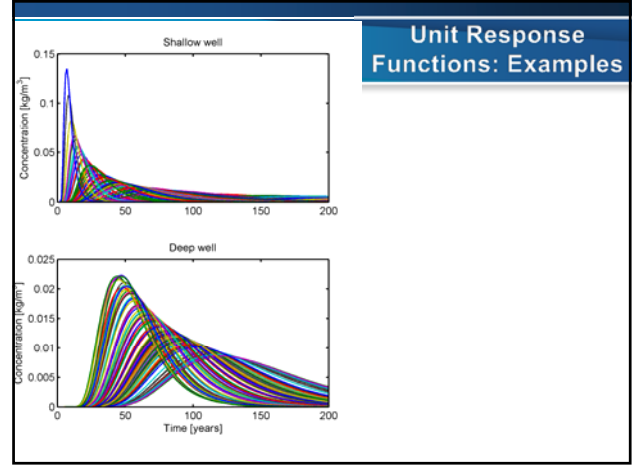 Unit Response
Functions: Examples
Shallow well
Concentration [kg/m³]
0.15
0.1
0.05
0
0 50 100 150 200
Deep well
Concentration [kg/m³]
0.025
0.02
0.015
0.01
0.005
0
0 50 100 150 200
Time [years]